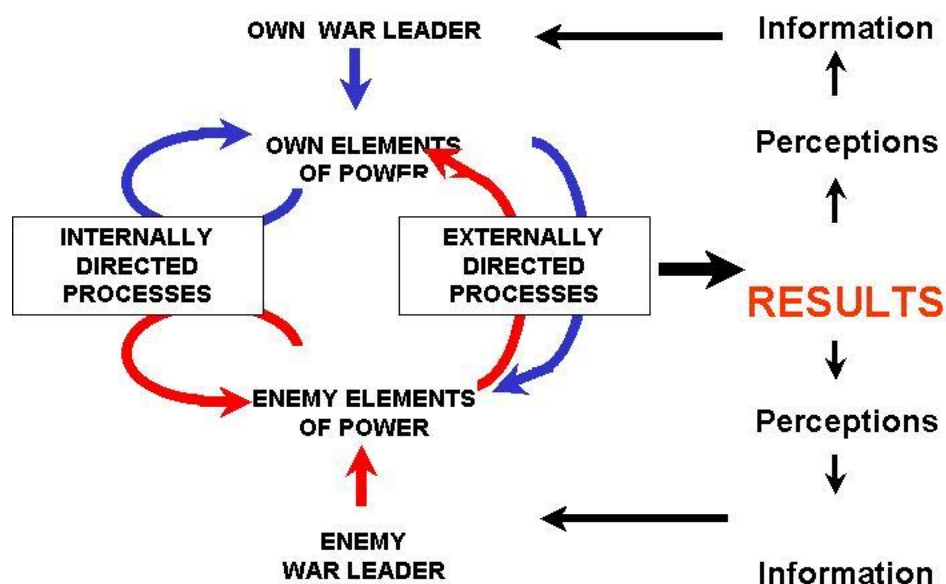 OWN WAR LEADER
Information
Perceptions
OWN ELEMENTS
OF POWER
INTERNALLY
DIRECTED
PROCESSES
EXTERNALLY
DIRECTED
PROCESSES
RESULTS
ENEMY ELEMENTS
OF POWER
Perceptions
ENEMY
WAR LEADER
Information